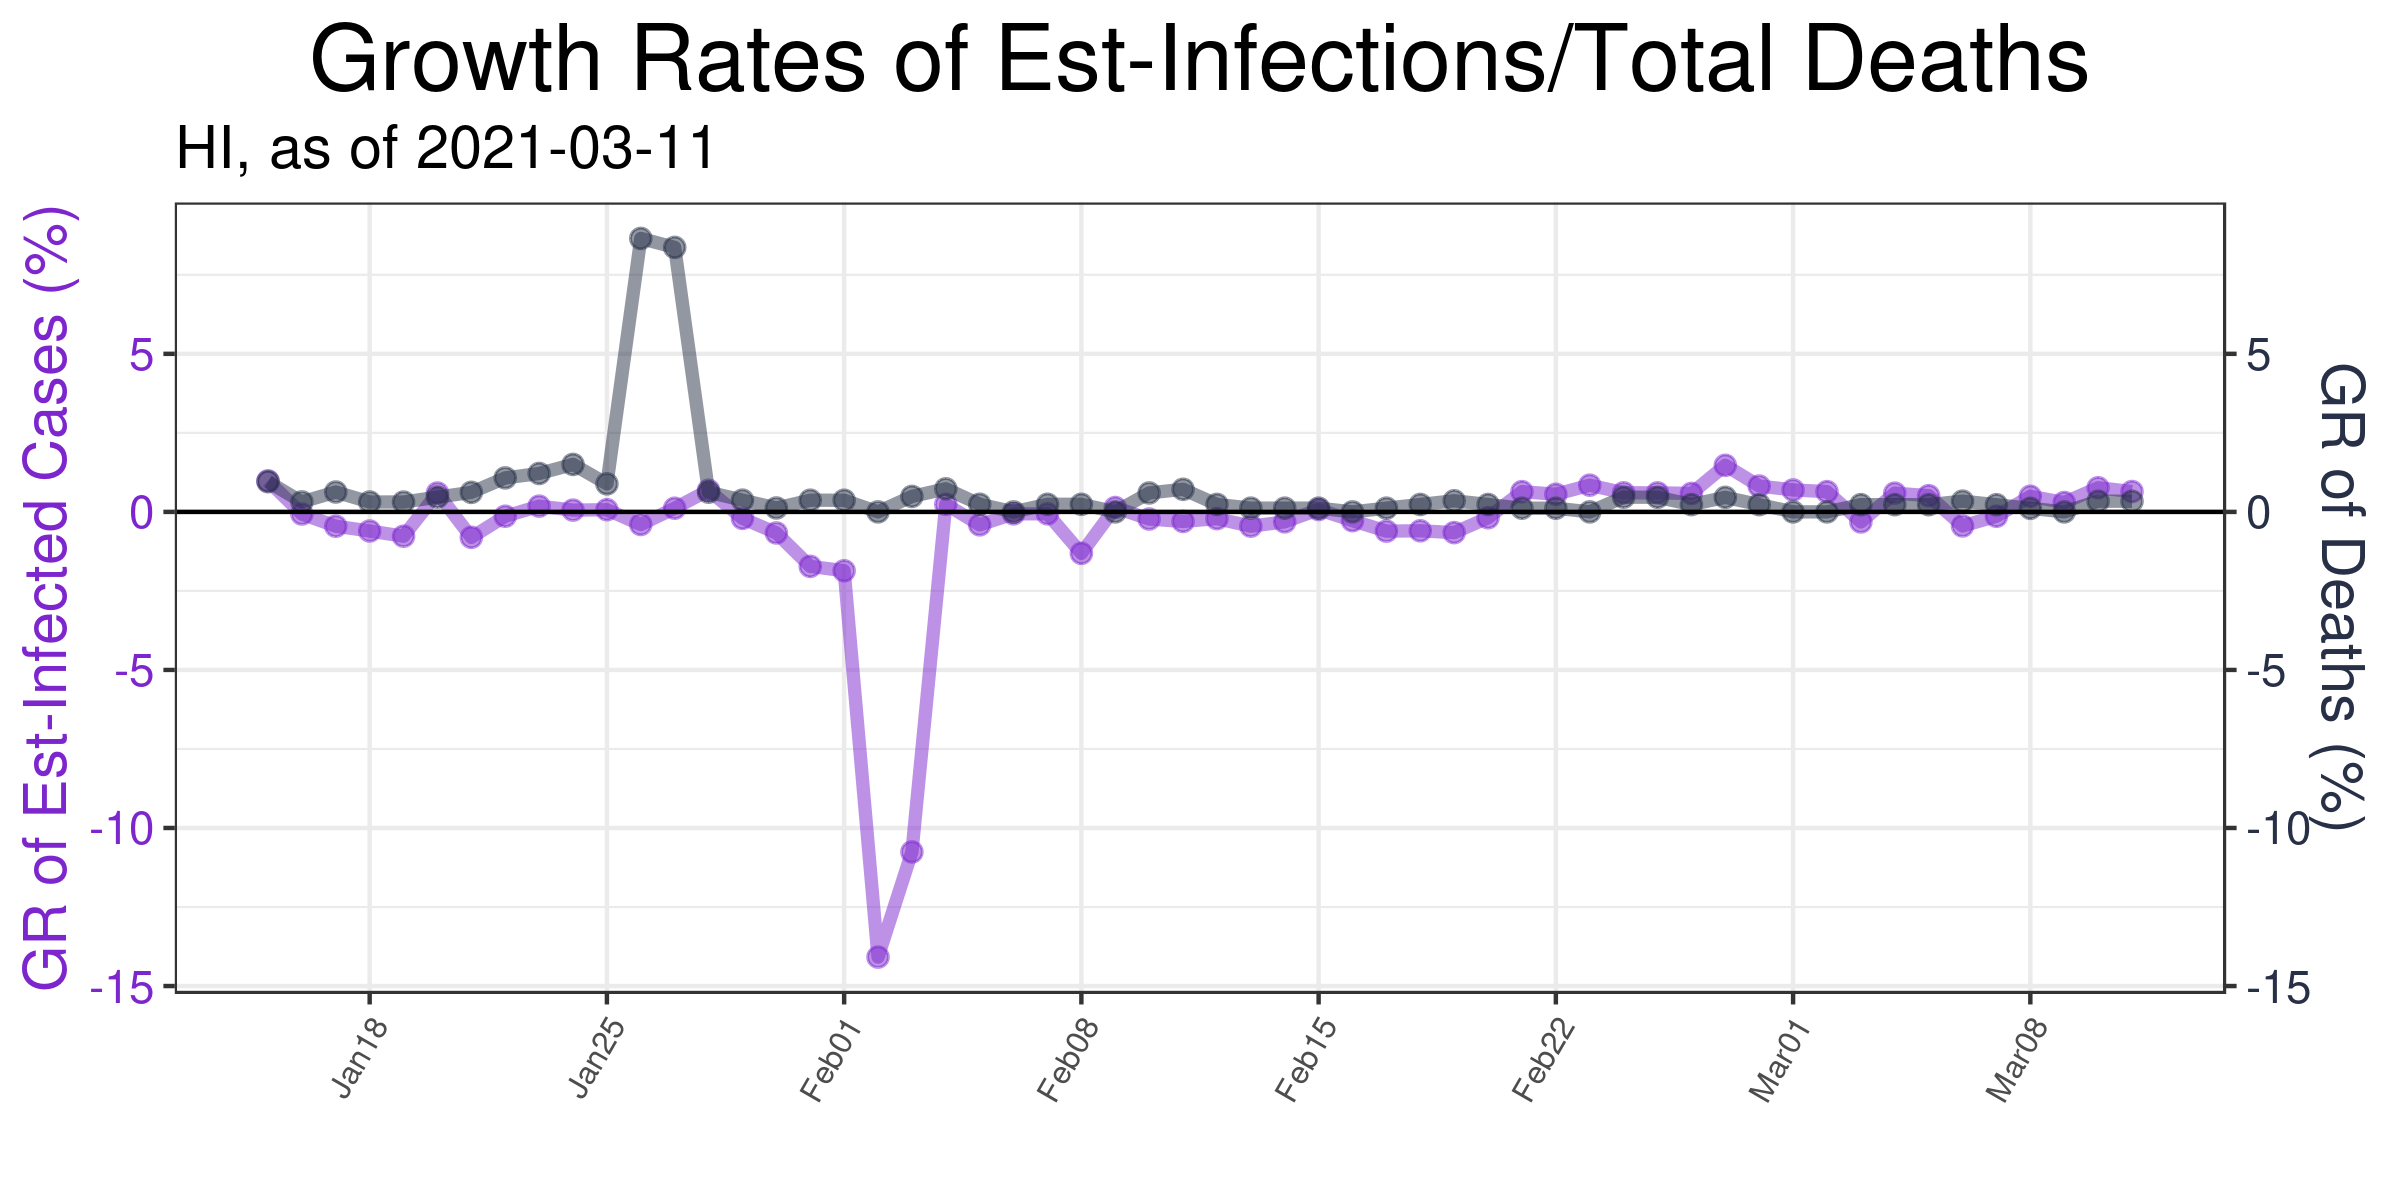 Growth Rates of Est-Infections/Total Deaths
HI, as of 2021-03-11
GR of Est-Infected Cases (%)
5
0
-5
-10
-15
5
0
-5
-10
-15
GR of Deaths (%)
Jan18
Jan25
Feb01
Feb08
Feb15
Feb22
Mar01
Mar08